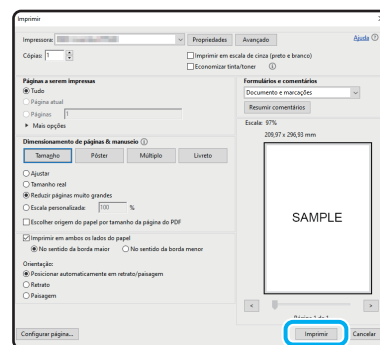 Imprimir
Impressora: Propriedades Avançado Ajuda
Cópias: 1 Imprimir em escala de cinza (preto e branco)
Economizar tinta/toner
Páginas a serem impressas
Tudo
Página atual
Páginas 1
Mais opções
Formulários e comentários
Documento e marcações
Resumir comentários
Dimensionamento de páginas & manuseio
Tamanho Pôster Múltiplo Livreto
Ajustar
Tamanho real
Reduzir páginas muito grandes
Escala personalizada: 100 %
Escolher origem do papel por tamanho da página do PDF
Imprimir em ambos os lados do papel
No sentido da borda maior No sentido da borda menor
Orientação:
Posicionar automaticamente em retrato/paisagem
Retrato
Paisagem
Escala: 97%
209,97 x 296,93 mm
SAMPLE
< >
Página 1 de 1
Configurar página... Imprimir Cancelar